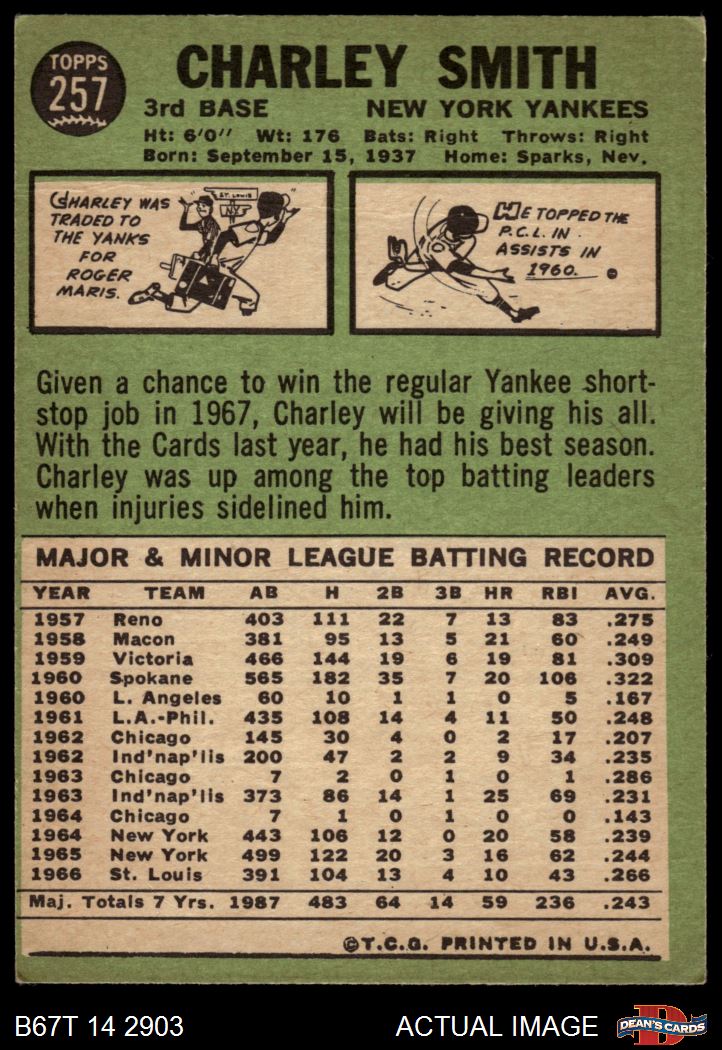 TOPPS
257
CHARLEY SMITH
3rd BASE NEW YORK YANKEES
Ht: 6'0" Wt: 176 Bats: Right Throws: Right
Born: September 15, 1937 Home: Sparks, Nev.
CHARLEY WAS
TRADED TO
THE YANKS
FOR
ROGER
MARIS.
ST. LOUIS
N.Y.
HE TOPPED THE
P.C.L. IN
ASSISTS IN
1960.
Given a chance to win the regular Yankee short-
stop job in 1967, Charley will be giving his all.
With the Cards last year, he had his best season.
Charley was up among the top batting leaders
when injuries sidelined him.
MAJOR & MINOR LEAGUE BATTING RECORD
YEAR TEAM AB H 2B 3B HR RBI AVG.
1957 Reno 403 111 22 7 13 83 .275
1958 Macon 381 95 13 5 21 60 .249
1959 Victoria 466 144 19 6 19 81 .309
1960 Spokane 565 182 35 7 20 106 .322
1960 L. Angeles 60 10 1 1 0 5 .167
1961 L.A.-Phil. 435 108 14 4 11 50 .248
1962 Chicago 145 30 4 0 2 17 .207
1962 Ind'nap'lis 200 47 2 2 9 34 .235
1963 Chicago 7 2 0 1 0 1 .286
1963 Ind'nap'lis 373 86 14 1 25 69 .231
1964 Chicago 7 1 0 1 0 0 .143
1964 New York 443 106 12 0 20 58 .239
1965 New York 499 122 20 3 16 62 .244
1966 St. Louis 391 104 13 4 10 43 .266
Maj. Totals 7 Yrs. 1987 483 64 14 59 236 .243
©T.C.G. PRINTED IN U.S.A.
B67T 14 2903 ACTUAL IMAGE
D
DEAN'S CARDS